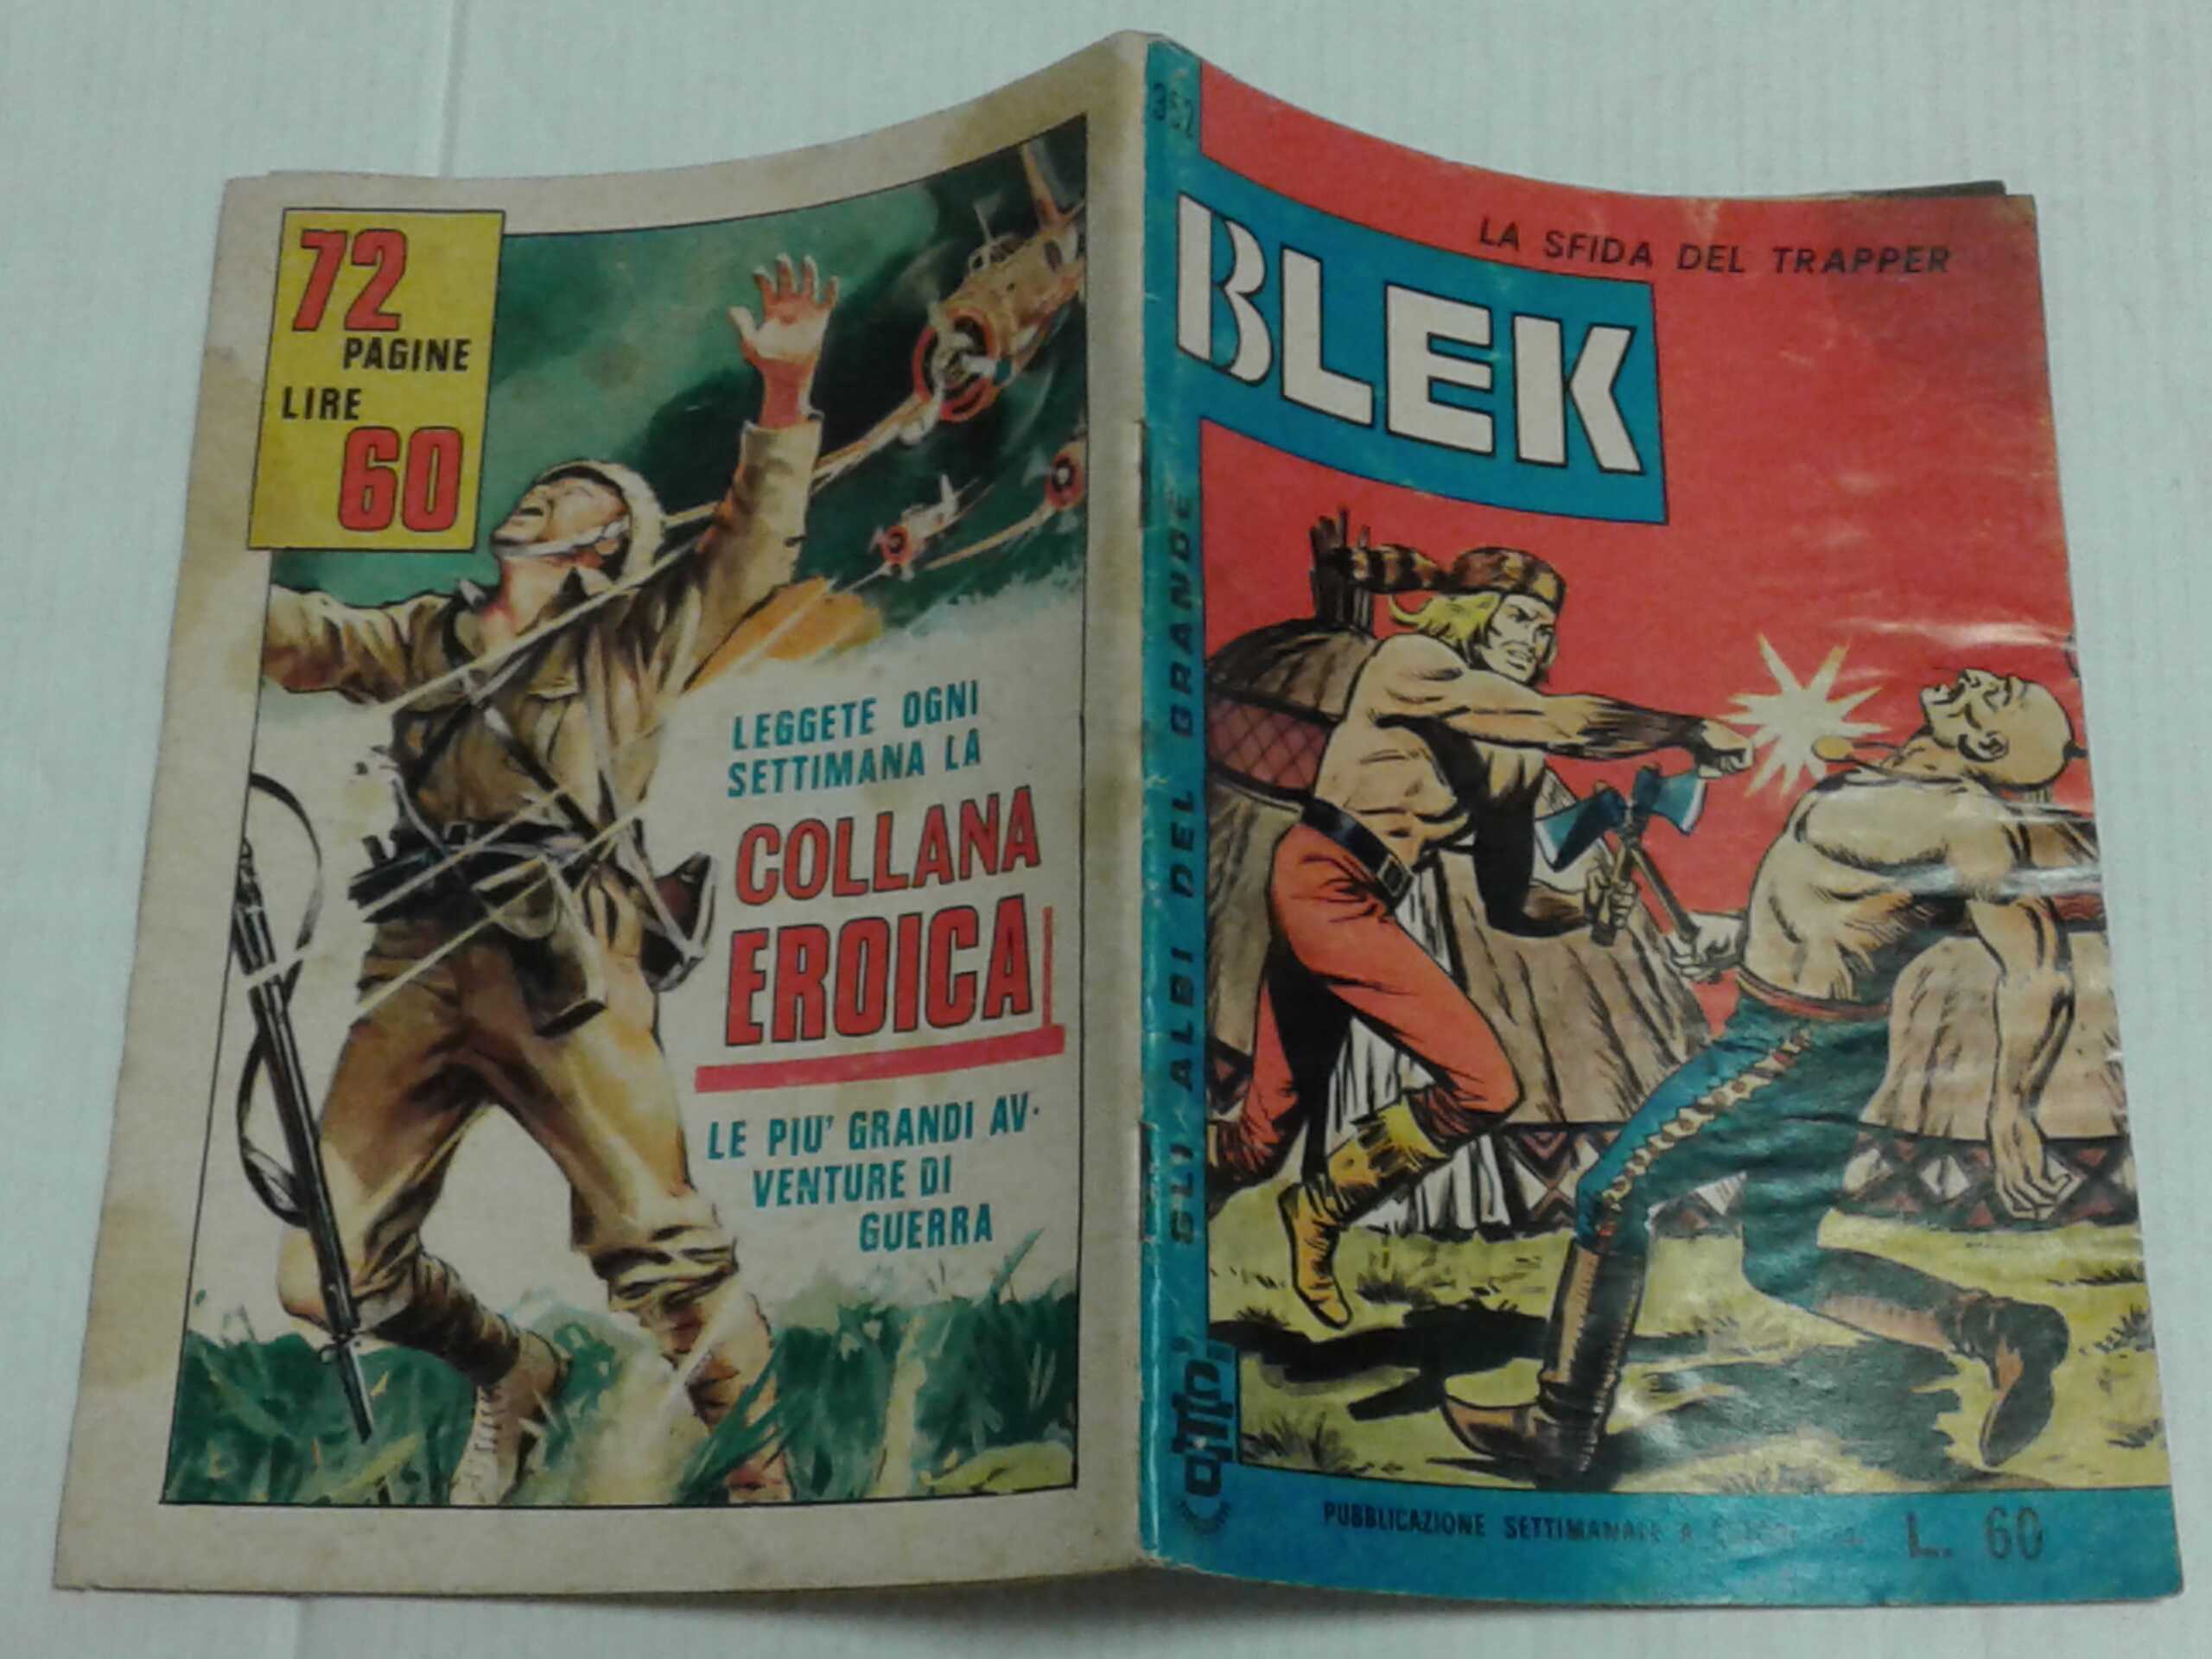 72
PAGINE
LIRE
60
LEGGETE OGNI
SETTIMANA LA
COLLANA
EROICA
LE PIU' GRANDI AV-
VENTURE DI
GUERRA
352
GLI ALBI DEL GRANDE
LA SFIDA DEL TRAPPER
BLEK
PUBBLICAZIONE SETTIMANALE A
L. 60